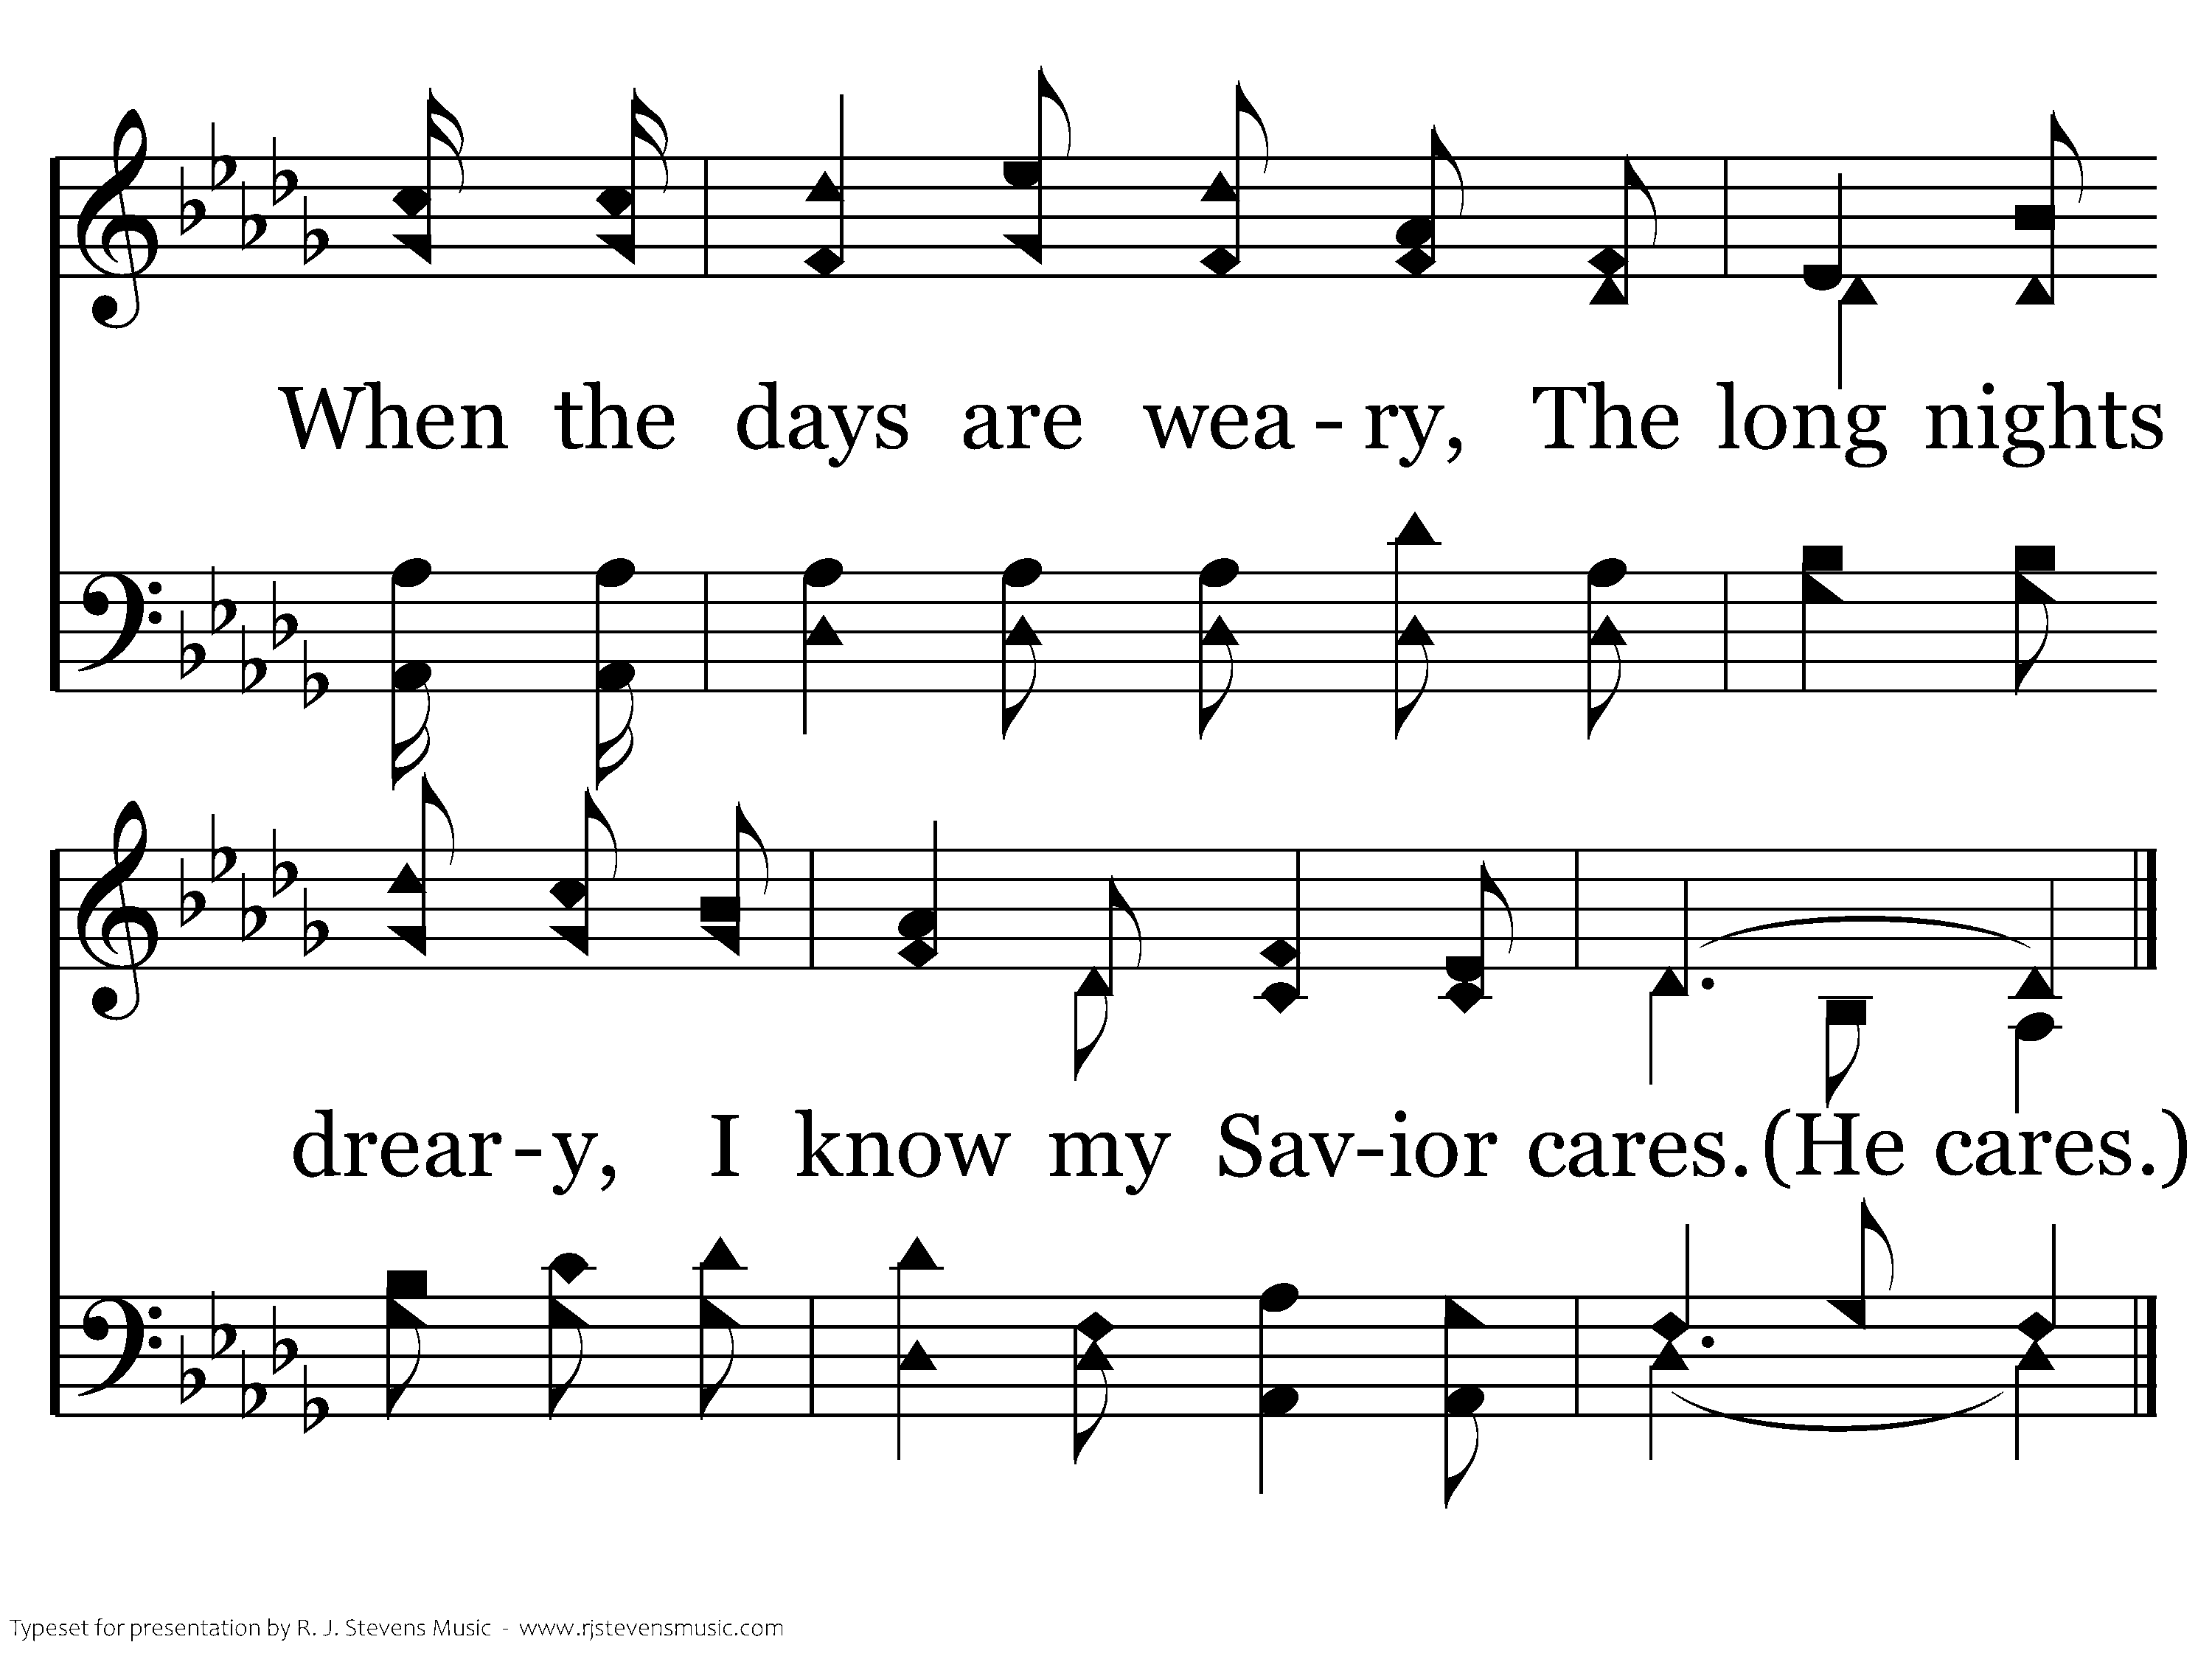 When the days are wea - ry, The long nights
drear - y, I know my Sav-ior cares. (He cares.)
Typeset for presentation by R. J. Stevens Music - www.rjstevensmusic.com